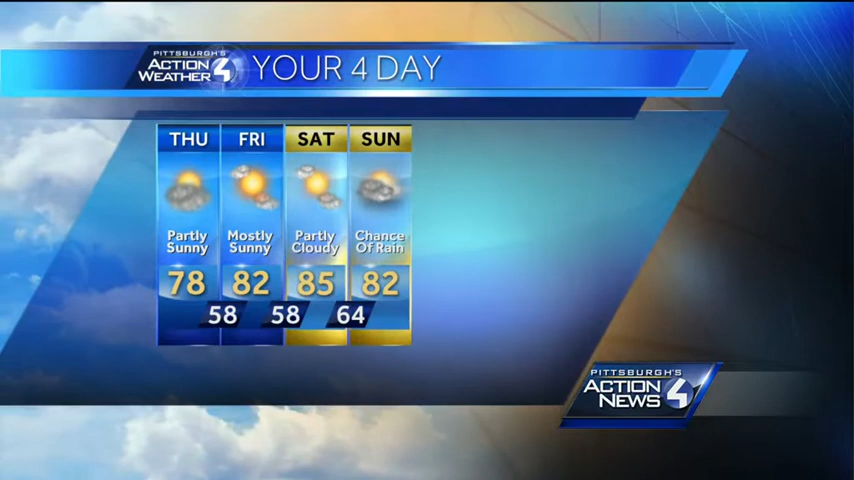 PITTSBURGH'S
ACTION
WEATHER 4
YOUR 4 DAY
THU FRI SAT SUN
Partly Mostly Partly Chance
Sunny Sunny Cloudy Of Rain
78 82 85 82
58 58 64
PITTSBURGH'S
ACTION
NEWS 4